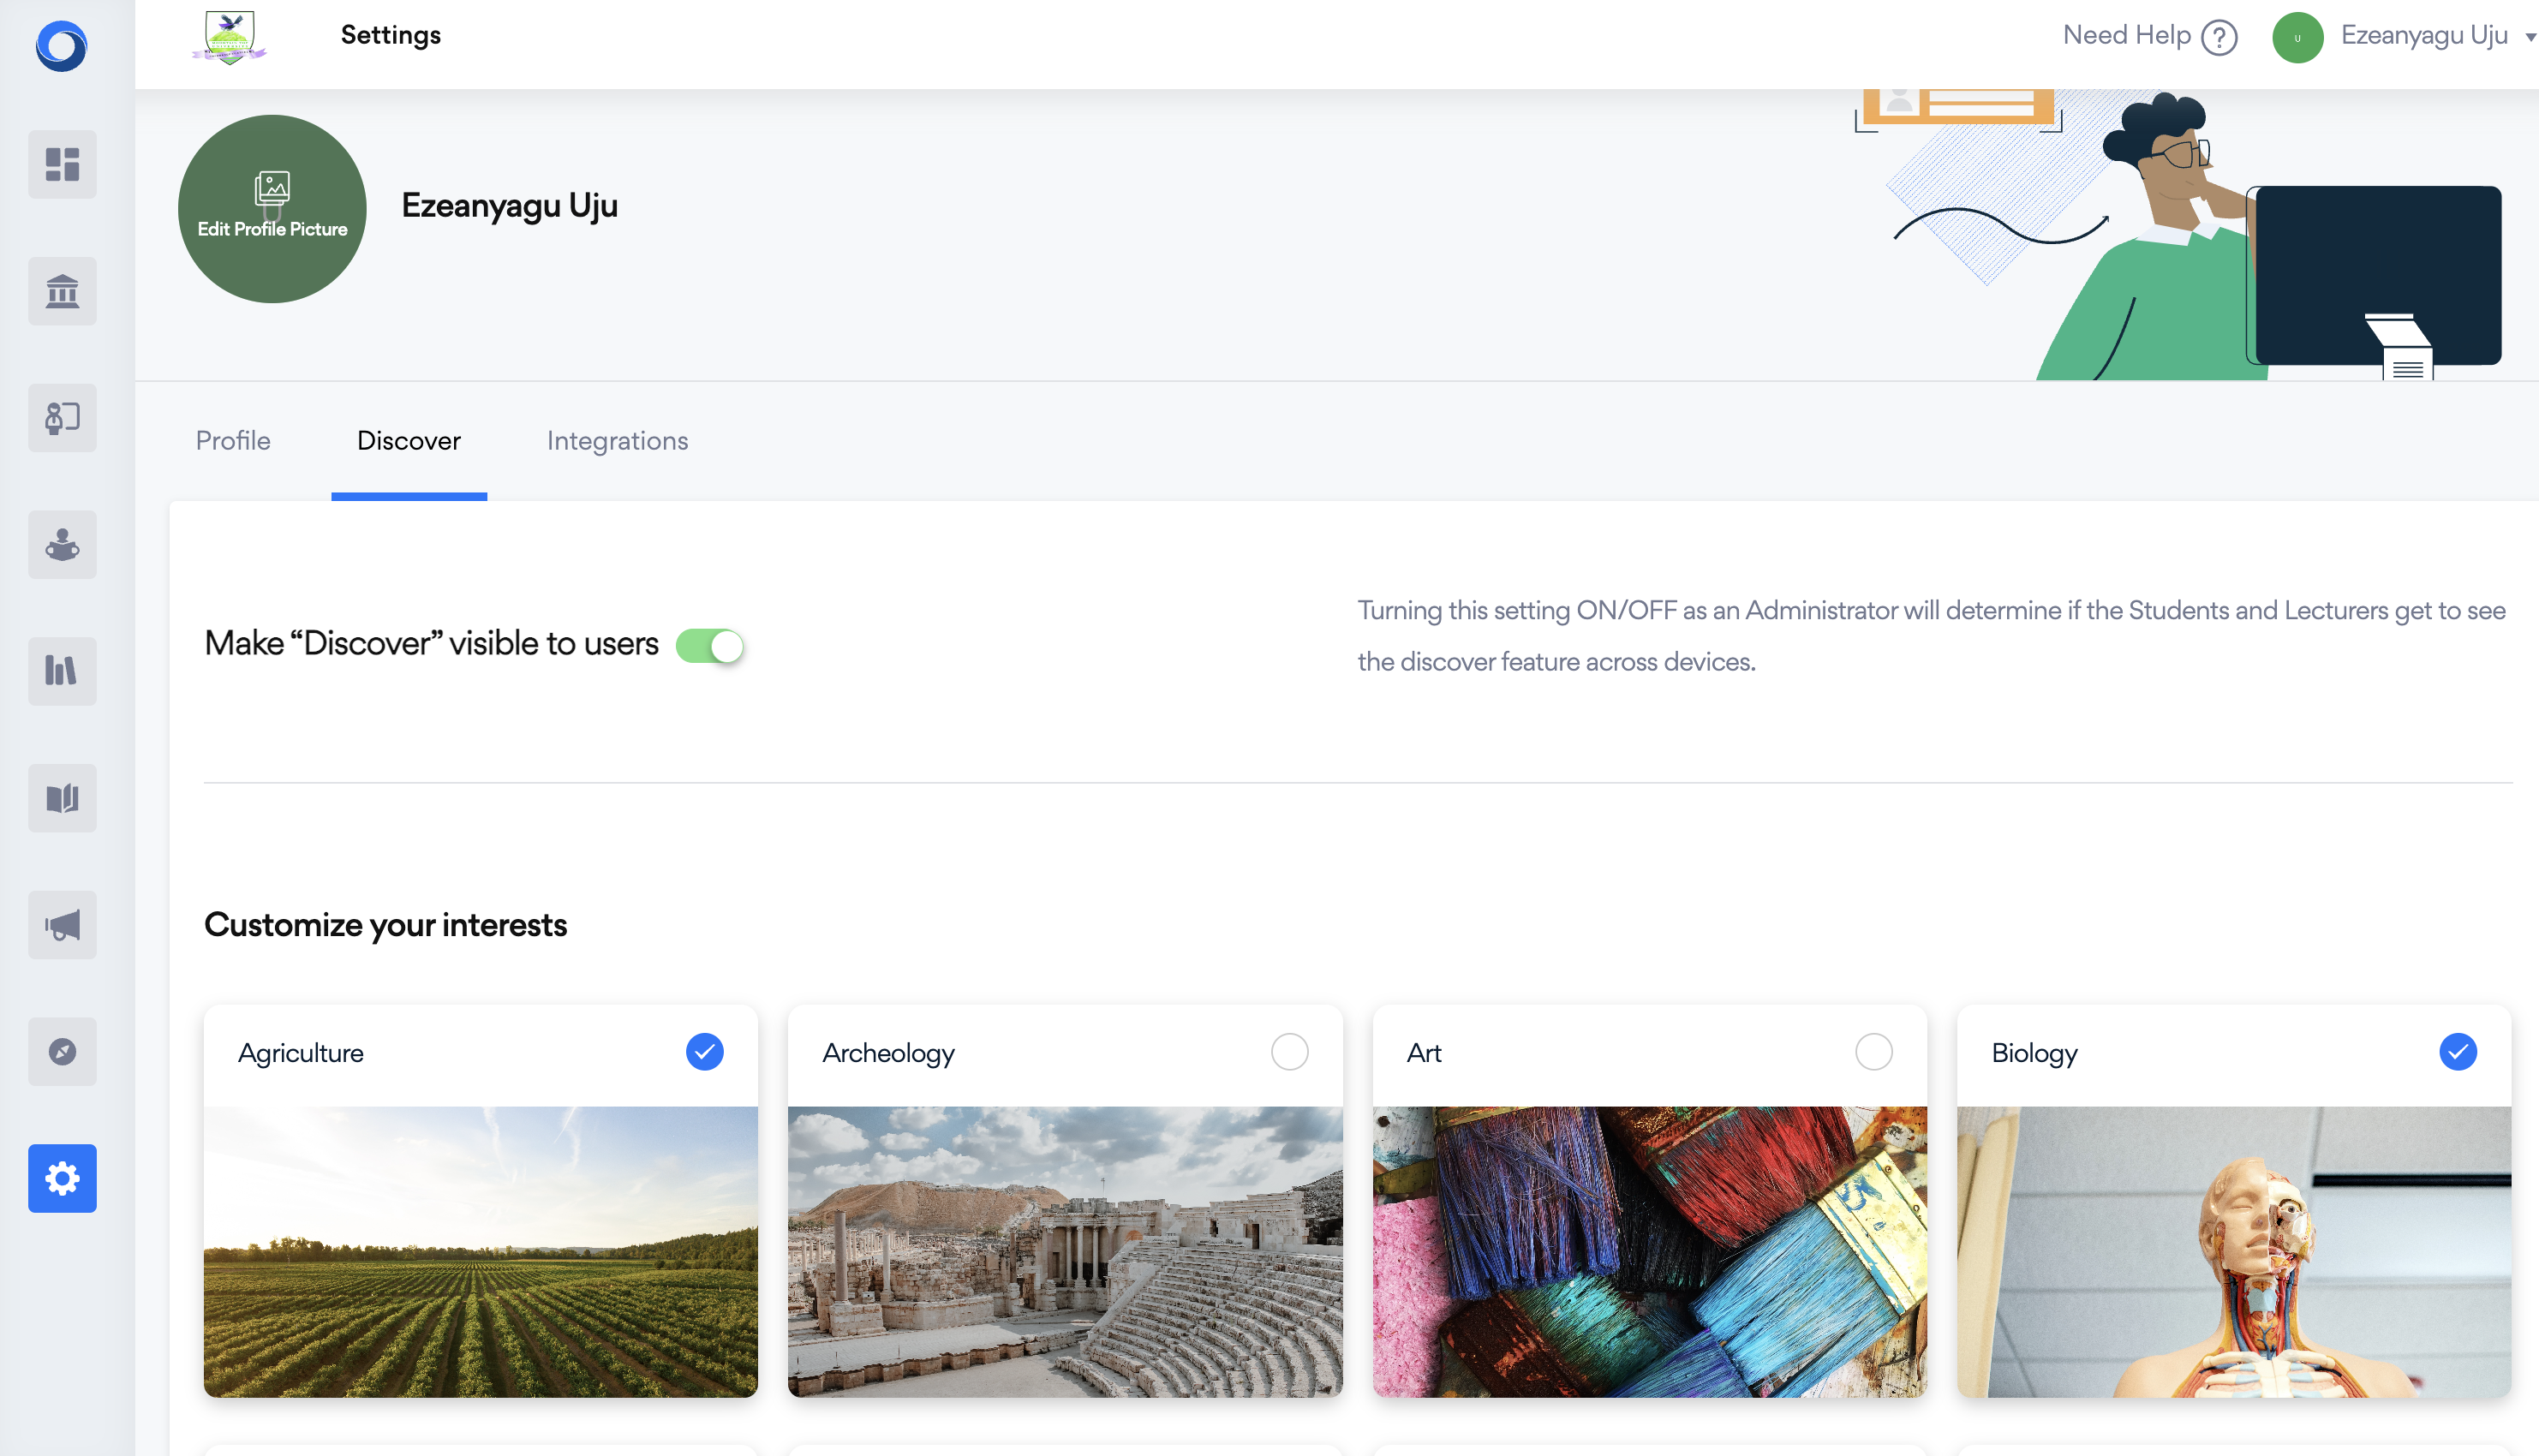 Settings
Need Help ?
U
Ezeanyagu Uju
Edit Profile Picture
Ezeanyagu Uju
Profile
Discover
Integrations
Make “Discover” visible to users
Turning this setting ON/OFF as an Administrator will determine if the Students and Lecturers get to see
the discover feature across devices.
Customize your interests
Agriculture
Archeology
Art
Biology